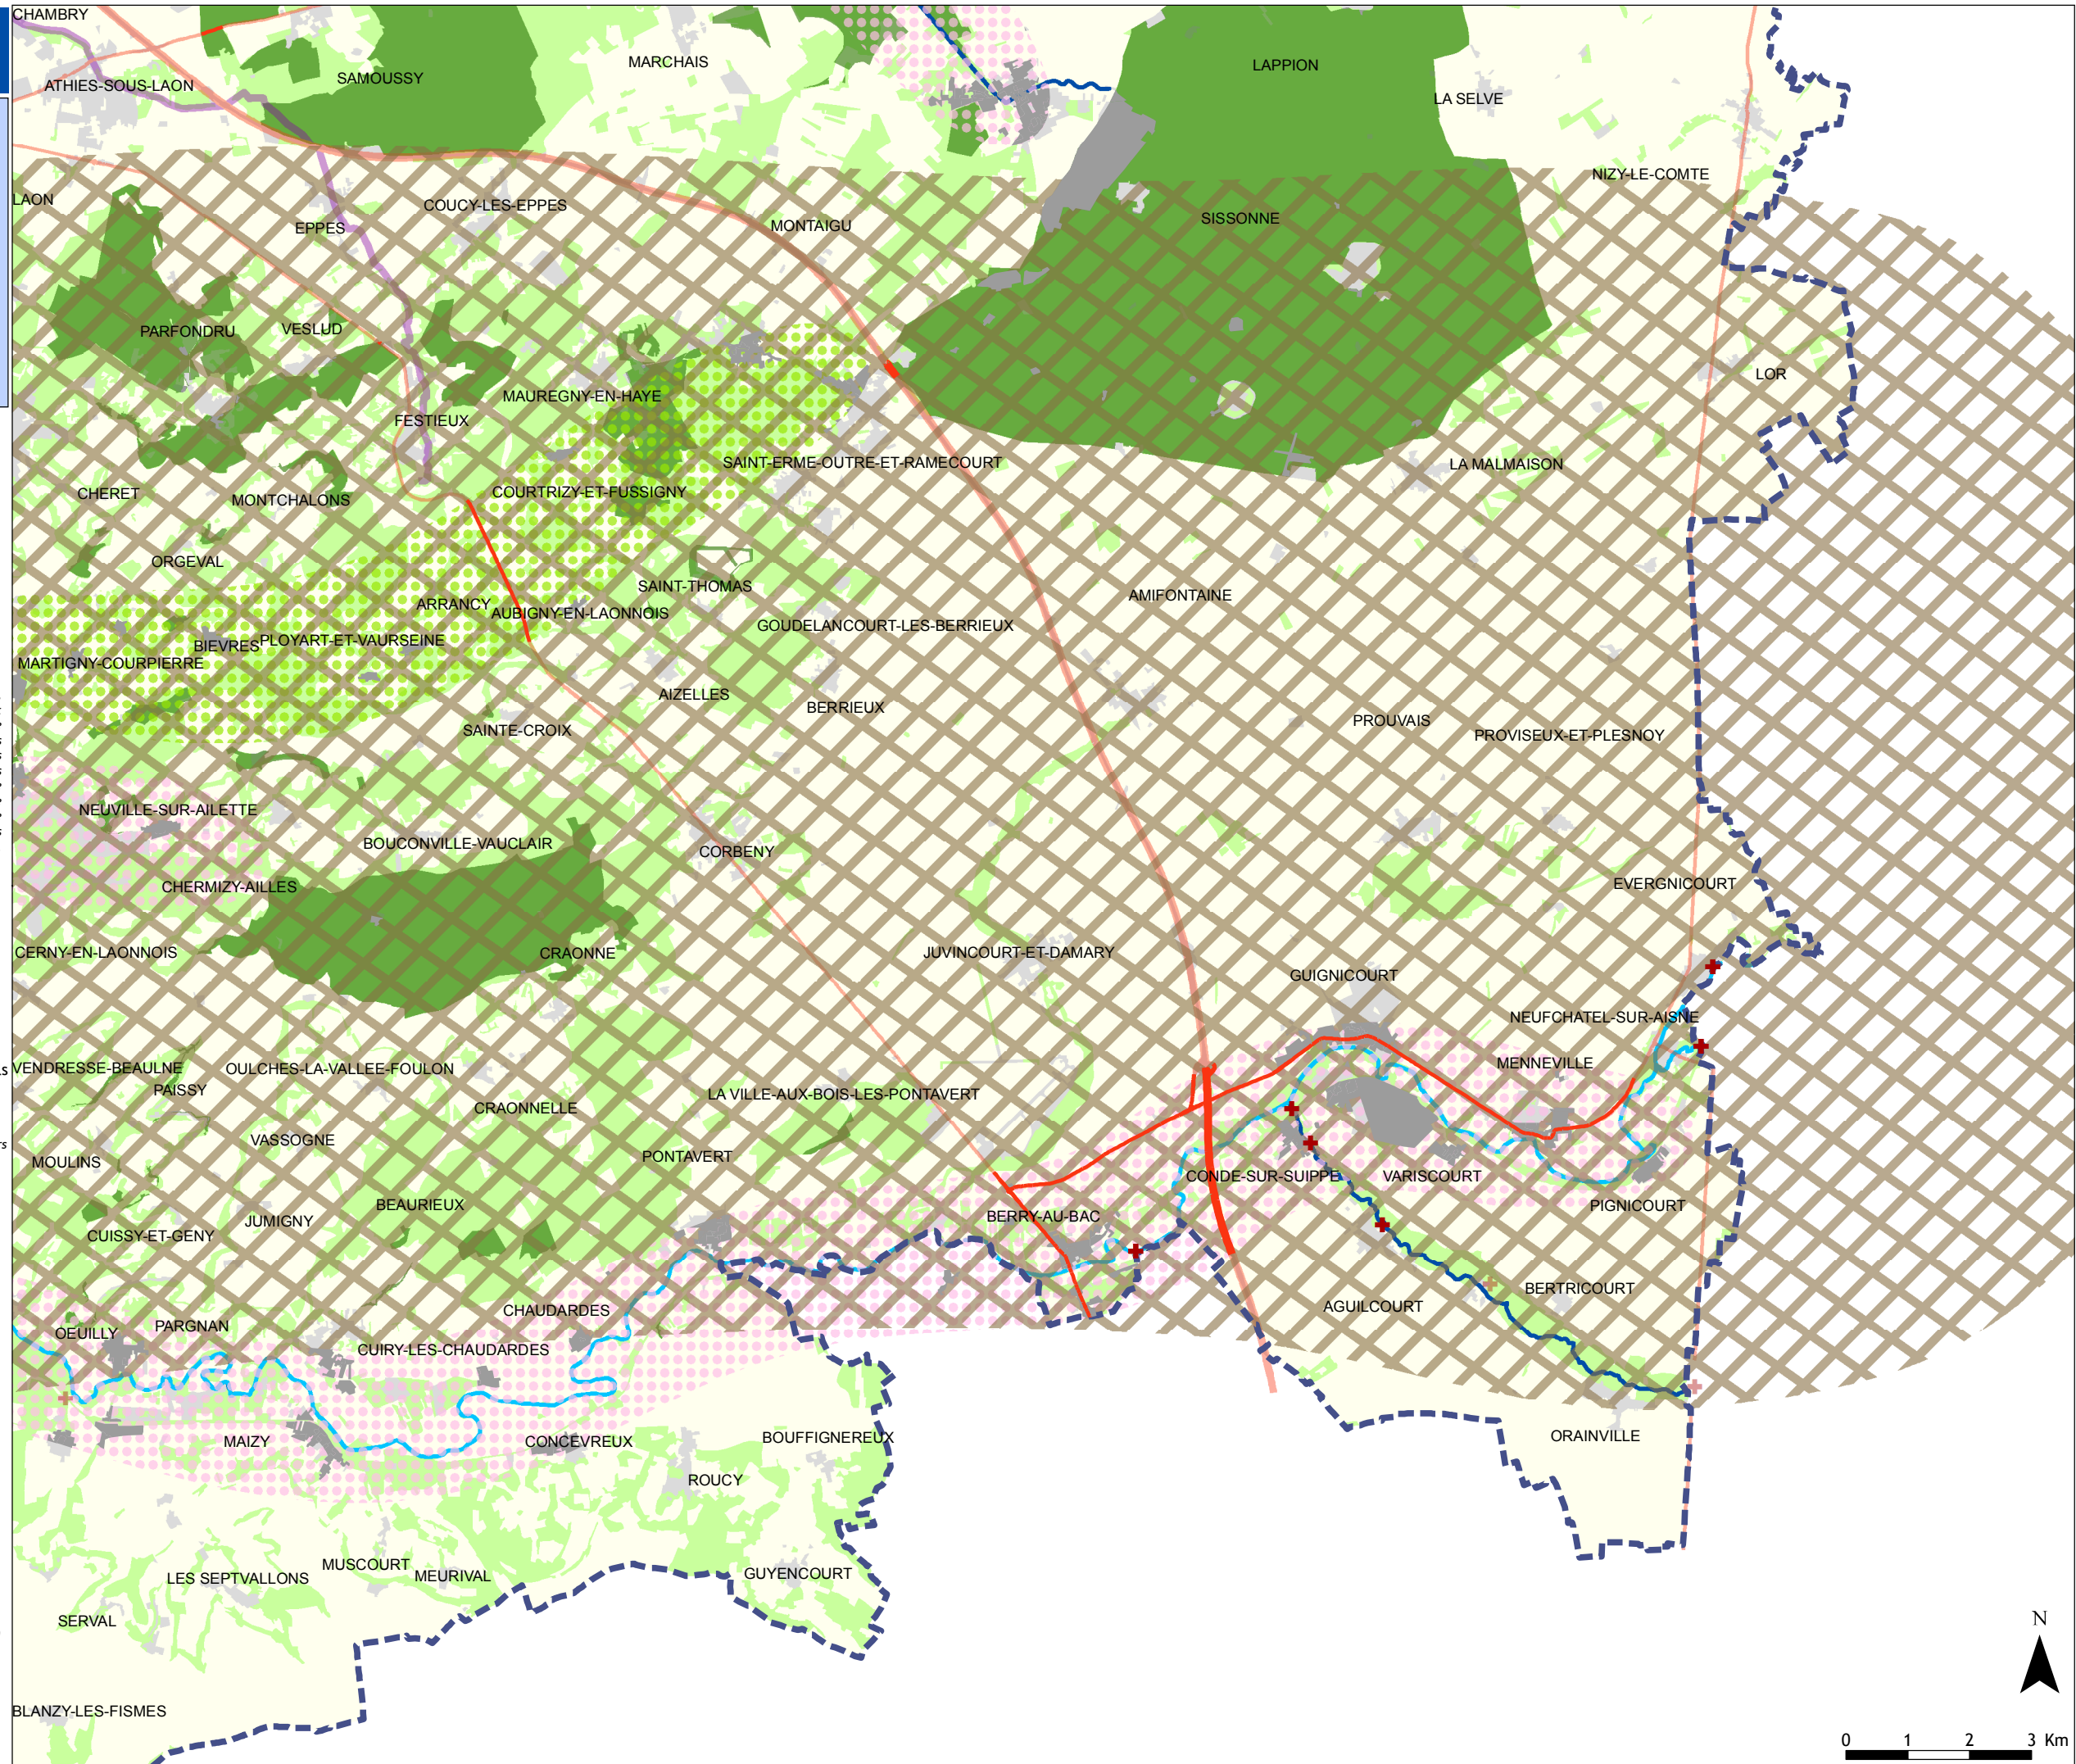 CHAMBRY
MARCHAIS
LAPPION
SAMOUSSY
ATHIES-SOUS-LAON
LA SELVE
NIZY-LE-COMTE
LAON
COUCY-LES-EPPES
SISSONNE
EPPES
MONTAIGU
VESLUD
PARFONDRU
LOR
MAUREGNY-EN-HAYE
FESTIEUX
SAINT-ERME-OUTRE-ET-RAMECOURT
LA MALMAISON
CHERET
COURTRIZY-ET-FUSSIGNY
MONTCHALONS
ORGEVAL
SAINT-THOMAS
AMIFONTAINE
ARRANCY
AUBIGNY-EN-LAONNOIS
GOUDELANCOURT-LES-BERRIEUX
PLOYART-ET-VAURSEINE
BIEVRES
MARTIGNY-COURPIERRE
AIZELLES
BERRIEUX
PROUVAIS
SAINTE-CROIX
PROVISEUX-ET-PLESNOY
NEUVILLE-SUR-AILETTE
BOUCONVILLE-VAUCLAIR
CORBENY
CHERMIZY-AILLES
EVERGNICOURT
CERNY-EN-LAONNOIS
CRAONNE
JUVINCOURT-ET-DAMARY
GUIGNICOURT
NEUFCHATEL-SUR-AISNE
MENNEVILLE
VENDRESSE-BEAULNE
OULCHES-LA-VALLEE-FOULON
PAISSY
LA VILLE-AUX-BOIS-LES-PONTAVERT
CRAONNELLE
VASSOGNE
PONTAVERT
MOULINS
CONDE-SUR-SUIPPE
VARISCOURT
BEAURIEUX
PIGNICOURT
BERRY-AU-BAC
JUMIGNY
CUISSY-ET-GENY
BERTRICOURT
AGUILCOURT
CHAUDARDES
PARGNAN
OEUILLY
CUIRY-LES-CHAUDARDES
ORAINVILLE
BOUFFIGNEREUX
MAIZY
CONCEVREUX
ROUCY
MUSCOURT
GUYENCOURT
MEURIVAL
LES SEPTVALLONS
SERVAL
N
BLANZY-LES-FISMES
0 1 2 3 Km